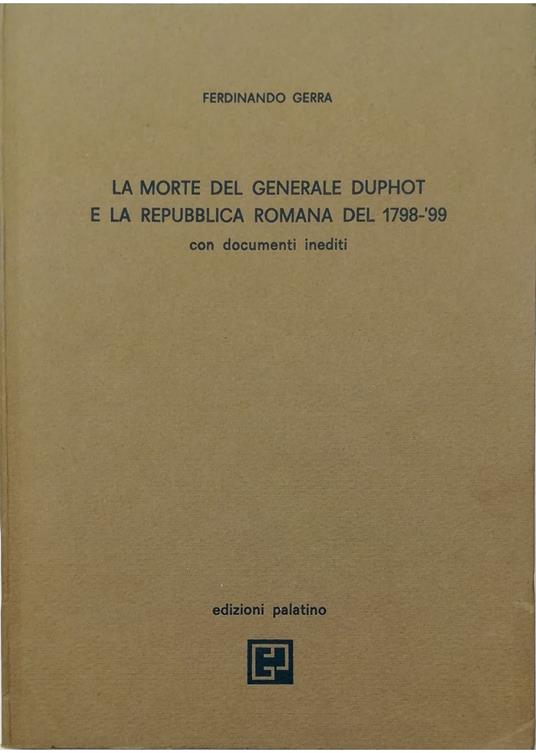 FERDINANDO GERRA
LA MORTE DEL GENERALE DUPHOT
E LA REPUBBLICA ROMANA DEL 1798-'99
con documenti inediti
edizioni palatino